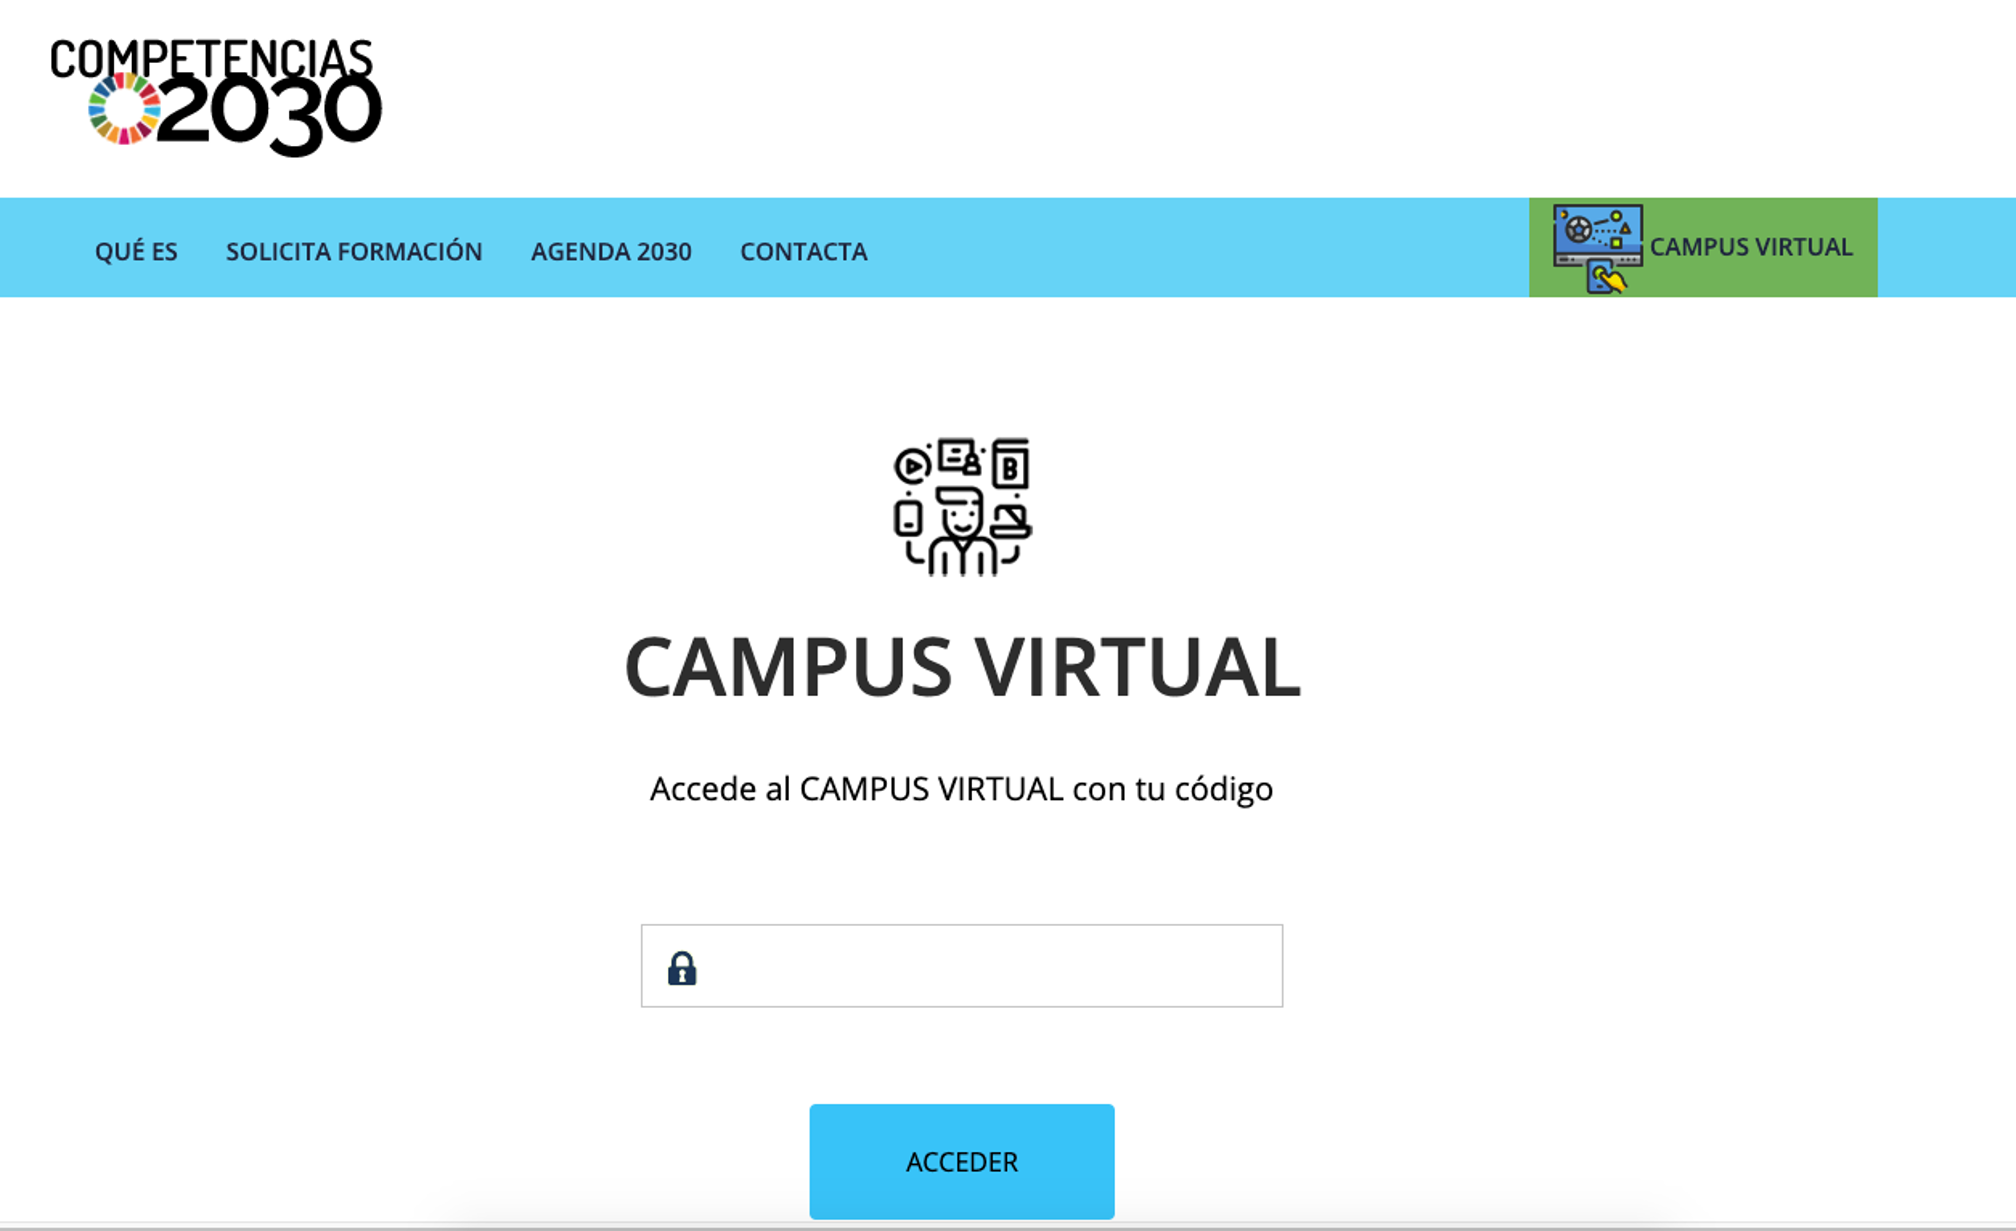 COMPETENCIAS
2030
QUÉ ES SOLICITA FORMACIÓN AGENDA 2030 CONTACTA CAMPUS VIRTUAL
B
CAMPUS VIRTUAL
Accede al CAMPUS VIRTUAL con tu código
ACCEDER